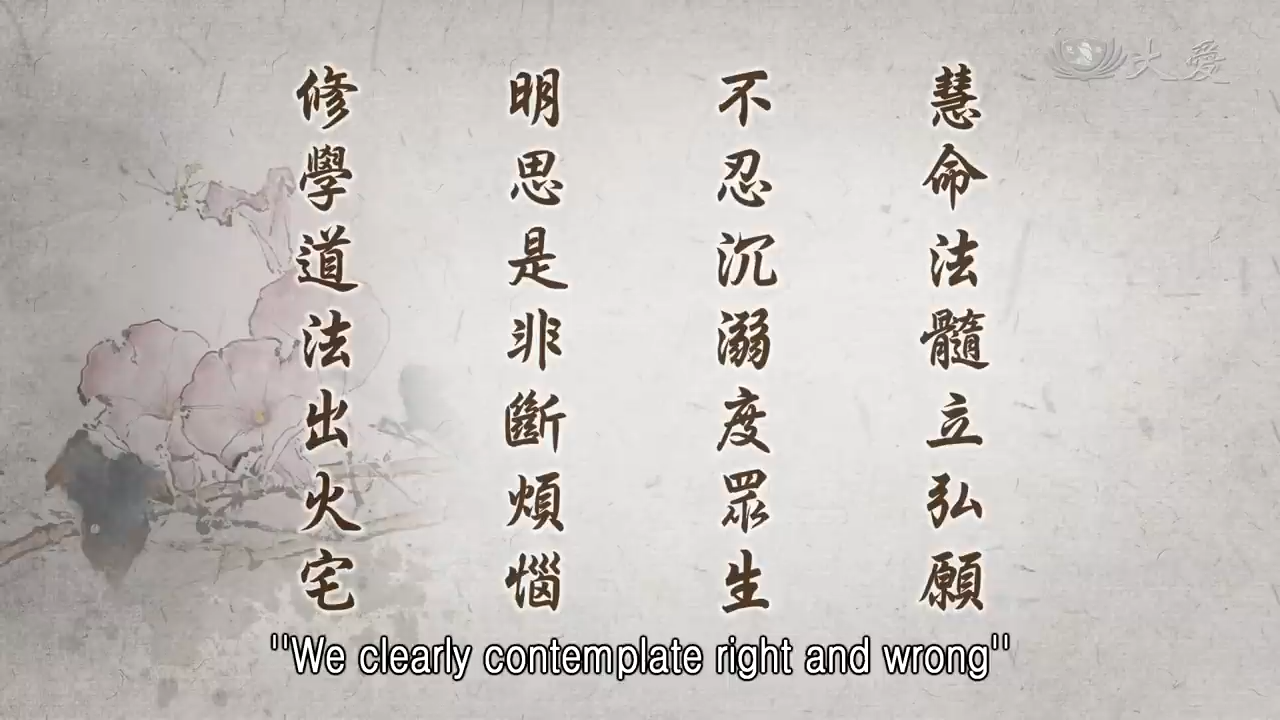 慧命法髓立弘願
不忍沉溺度眾生
明思是非斷煩惱
修學道法出火宅
大愛
"We clearly contemplate right and wrong"